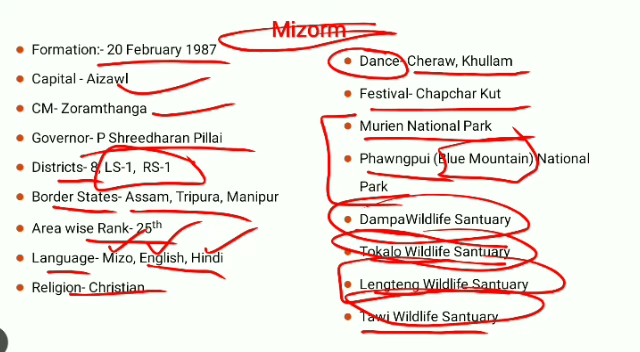 Mizorm
Formation:- 20 February 1987
Capital - Aizawl
CM- Zoramthanga
Governor- P Shreedharan Pillai
Districts- 8, LS-1, RS-1
Border States- Assam, Tripura, Manipur
Area wise Rank- 25th
Language- Mizo, English, Hindi
Religion- Christian
Dance- Cheraw, Khullam
Festival- Chapchar Kut
Murien National Park
Phawngpui (Blue Mountain) National
Park
DampaWildlife Santuary
Tokalo Wildlife Santuary
Lengteng Wildlife Santuary
Tawi Wildlife Santuary